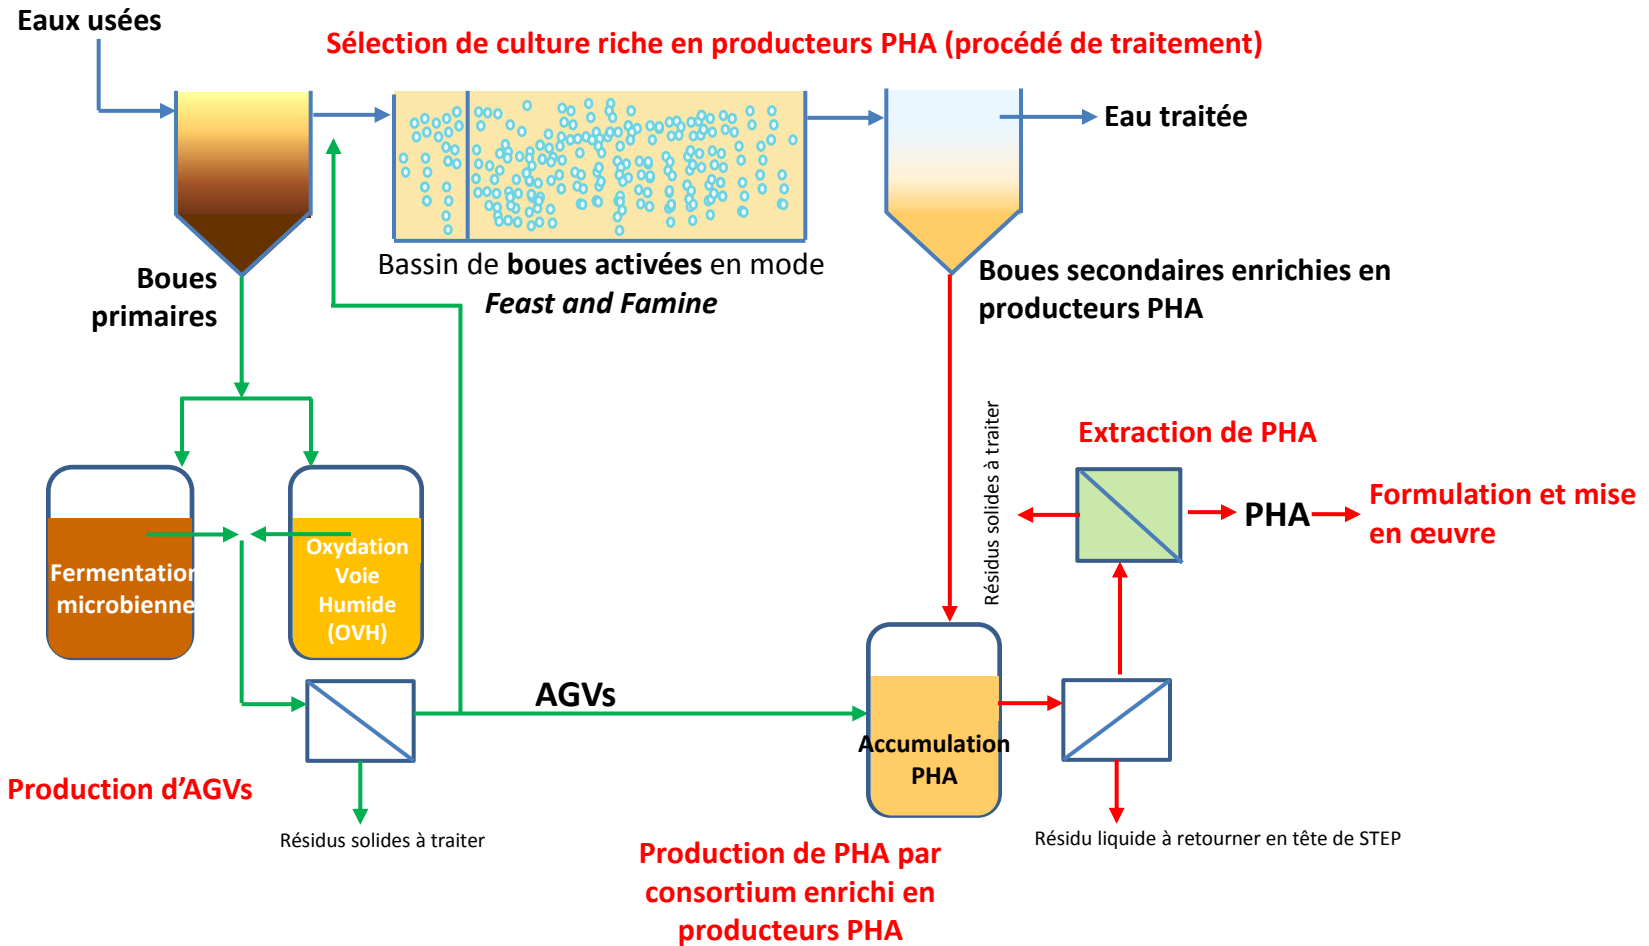 Eaux usées
Sélection de culture riche en producteurs PHA (procédé de traitement)
Eau traitée
Bassin de boues activées en mode
Feast and Famine
Boues
primaires
Boues secondaires enrichies en
producteurs PHA
Résidus solides à traiter
Extraction de PHA
PHA
Formulation et mise
en œuvre
Fermentation
microbienne
Oxydation
Voie
Humide
(OVH)
AGVs
Accumulation
PHA
Production d’AGVs
Résidus solides à traiter
Résidu liquide à retourner en tête de STEP
Production de PHA par
consortium enrichi en
producteurs PHA